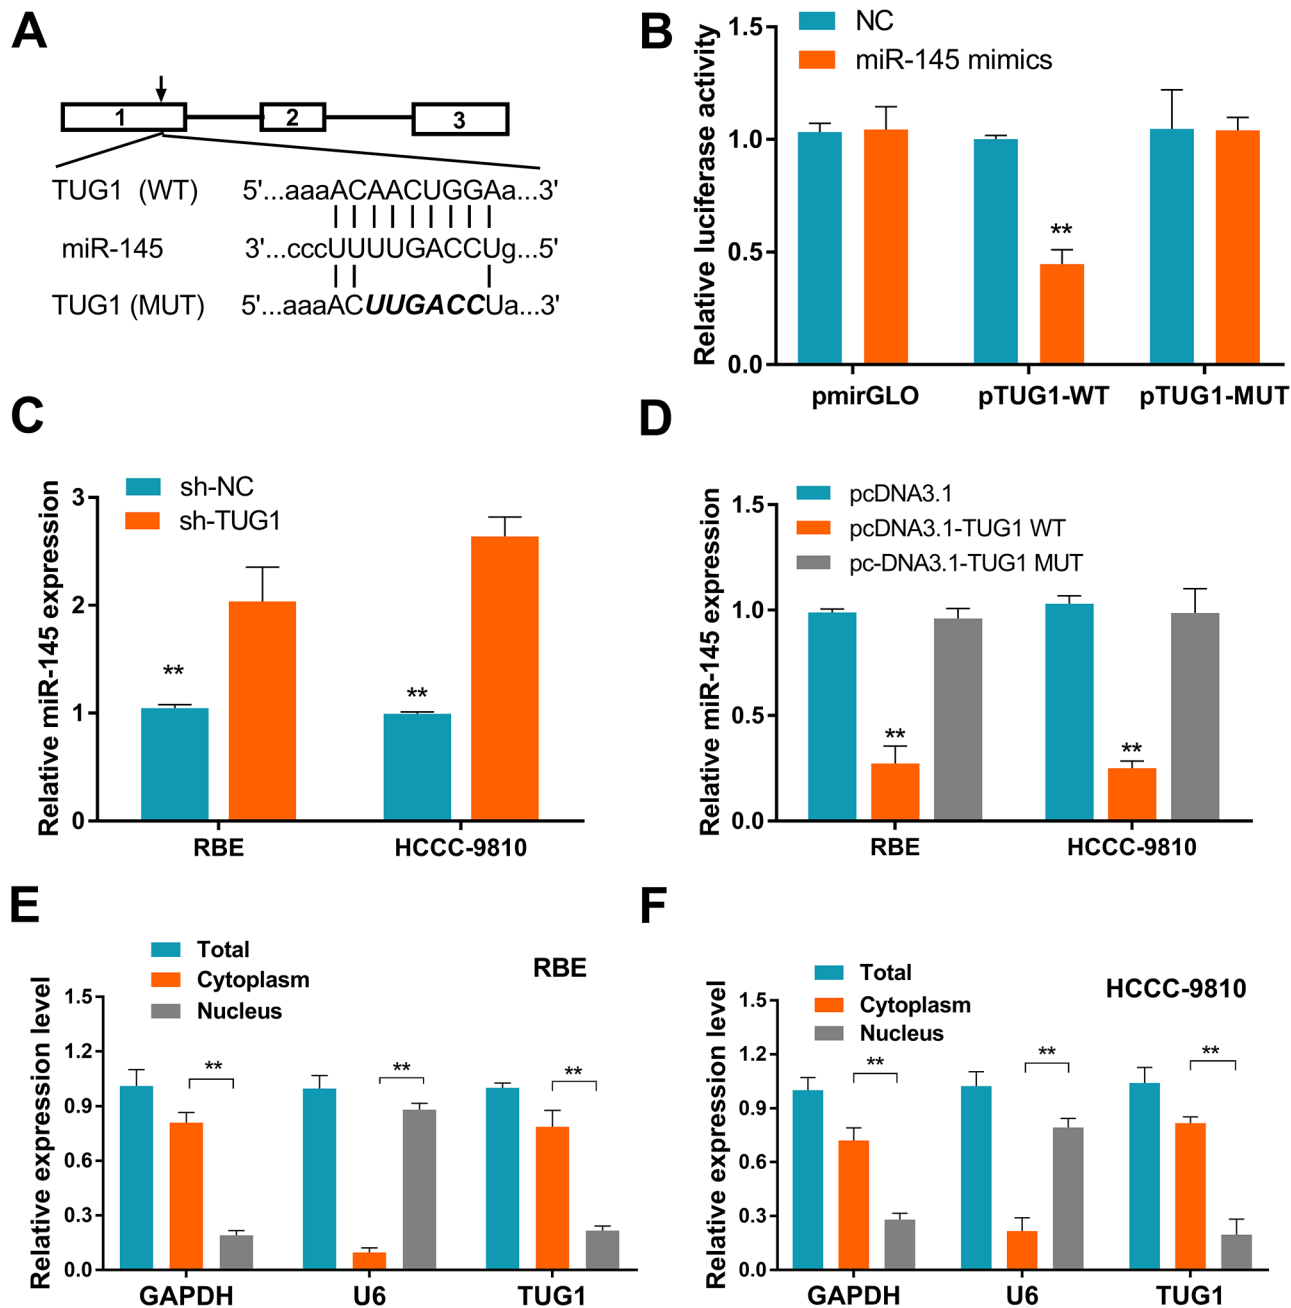 A
1 2 3
TUG1 (WT) 5'...aaaACAACUGGAa...3'
miR-145 3'...cccUUUUGACCUg...5'
TUG1 (MUT) 5'...aaaACUUGACCUa...3'
B
Relative luciferase activity
NC
miR-145 mimics
1.5
1.0
0.5
0.0
**
pmirGLO pTUG1-WT pTUG1-MUT
C
Relative miR-145 expression
sh-NC
sh-TUG1
3
2
1
0
** **
RBE HCCC-9810
D
Relative miR-145 expression
pcDNA3.1
pcDNA3.1-TUG1 WT
pc-DNA3.1-TUG1 MUT
1.5
1.0
0.5
0.0
** **
RBE HCCC-9810
E
Relative expression level
Total
Cytoplasm
Nucleus
RBE
1.5
1.2
0.9
0.6
0.3
0.0
** ** **
GAPDH U6 TUG1
F
Relative expression level
Total
Cytoplasm
Nucleus
HCCC-9810
1.5
1.2
0.9
0.6
0.3
0.0
** ** **
GAPDH U6 TUG1